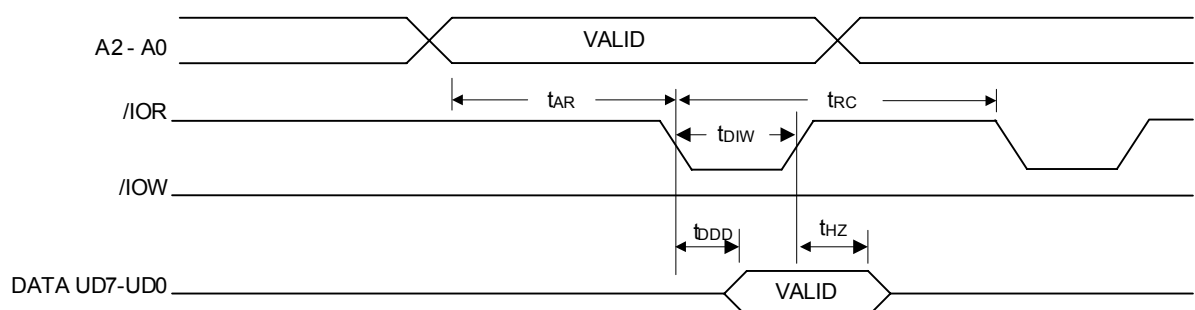 A2 - A0
VALID
tAR
tRC
/IOR
tDIW
/IOW
tDDD
tHZ
DATA UD7-UD0
VALID